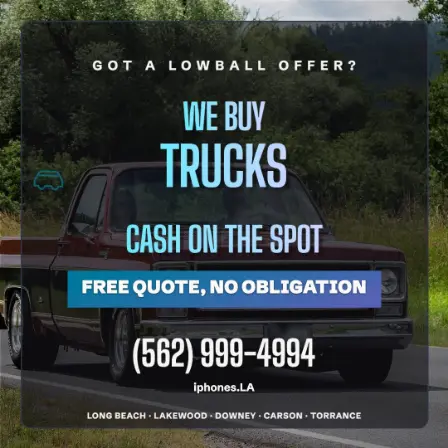 GOT A LOWBALL OFFER?
WE BUY
TRUCKS
CASH ON THE SPOT
FREE QUOTE, NO OBLIGATION
(562) 999-4994
iphones.LA
LONG BEACH · LAKEWOOD · DOWNEY · CARSON · TORRANCE